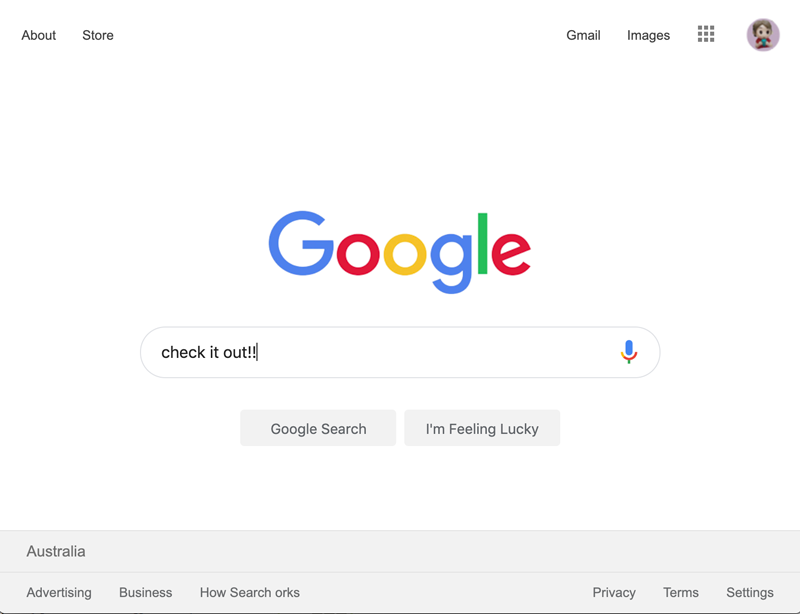 About Store Gmail Images
Google
check it out!!
Google Search I'm Feeling Lucky
Australia
Advertising Business How Search orks Privacy Terms Settings